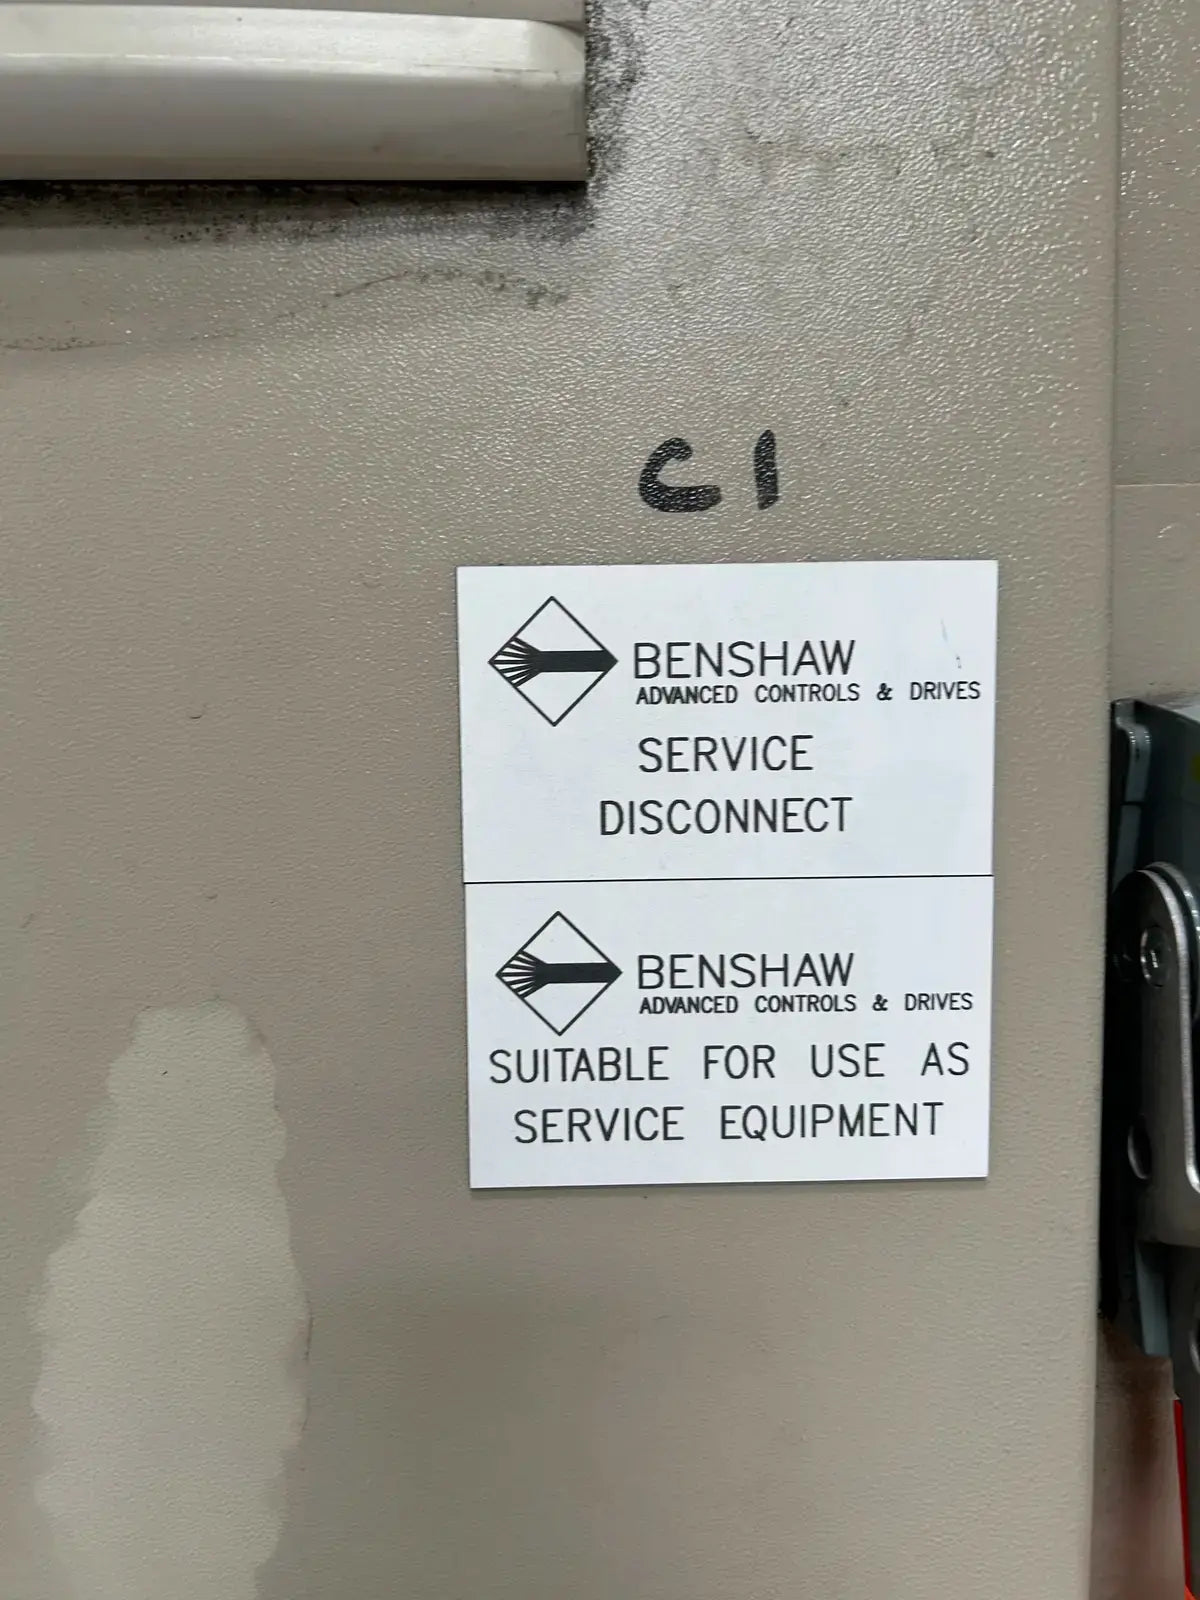 C1
BENSHAW
ADVANCED CONTROLS & DRIVES
SERVICE
DISCONNECT
BENSHAW
ADVANCED CONTROLS & DRIVES
SUITABLE FOR USE AS
SERVICE EQUIPMENT